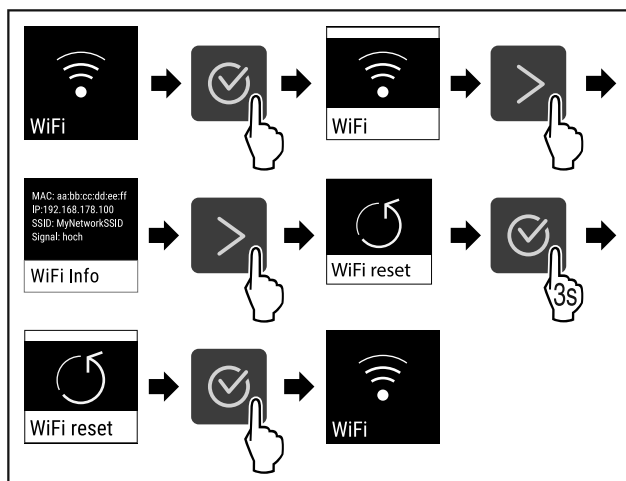 WiFi
WiFi
MAC: aa:bb:cc:dd:ee:ff
IP:192.168.178.100
SSID: MyNetworkSSID
Signal: hoch
WiFi Info
WiFi reset
3s
WiFi reset
WiFi